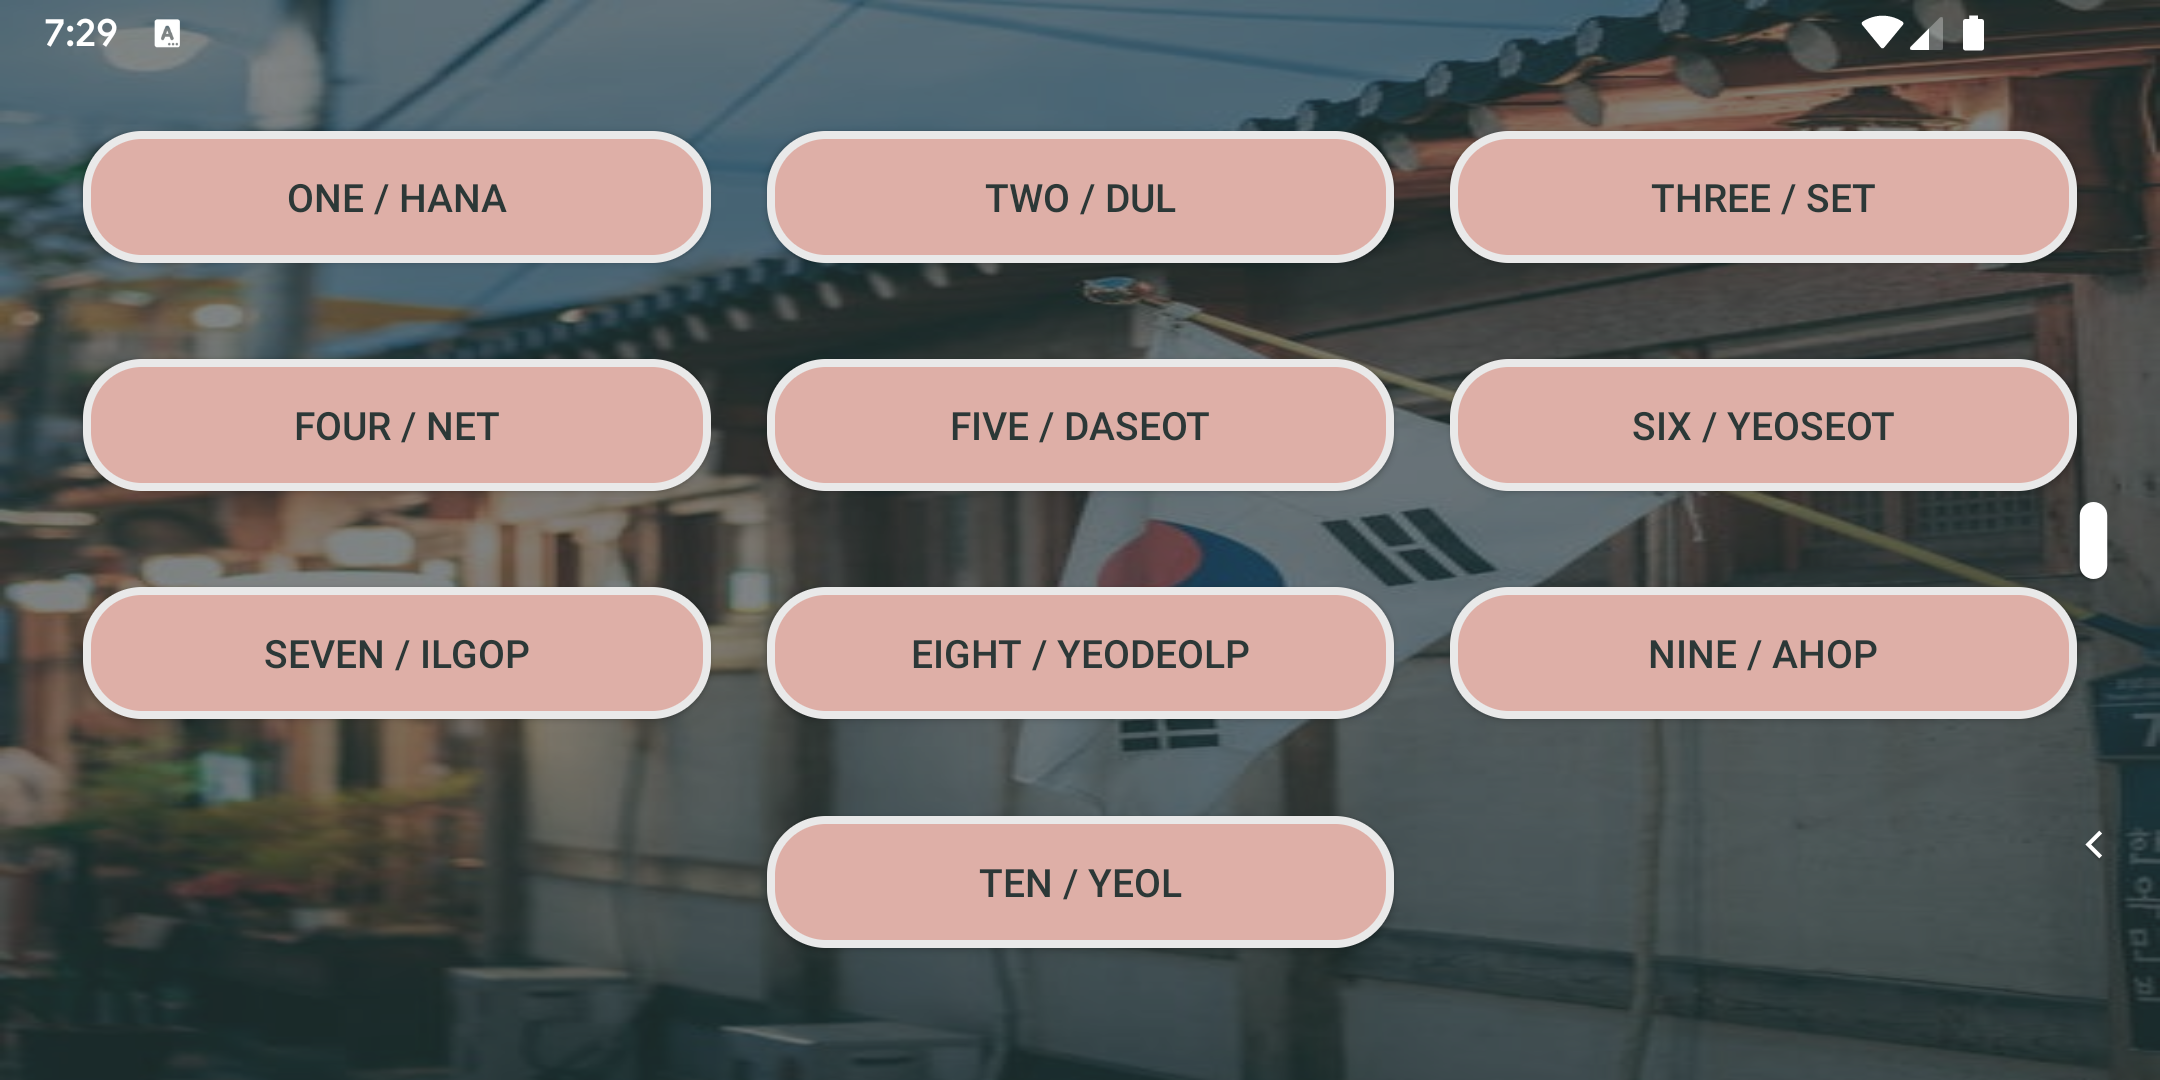 7:29
ONE / HANA
TWO / DUL
THREE / SET
FOUR / NET
FIVE / DASEOT
SIX / YEOSEOT
SEVEN / ILGOP
EIGHT / YEODEOLP
NINE / AHOP
7
TEN / YEOL